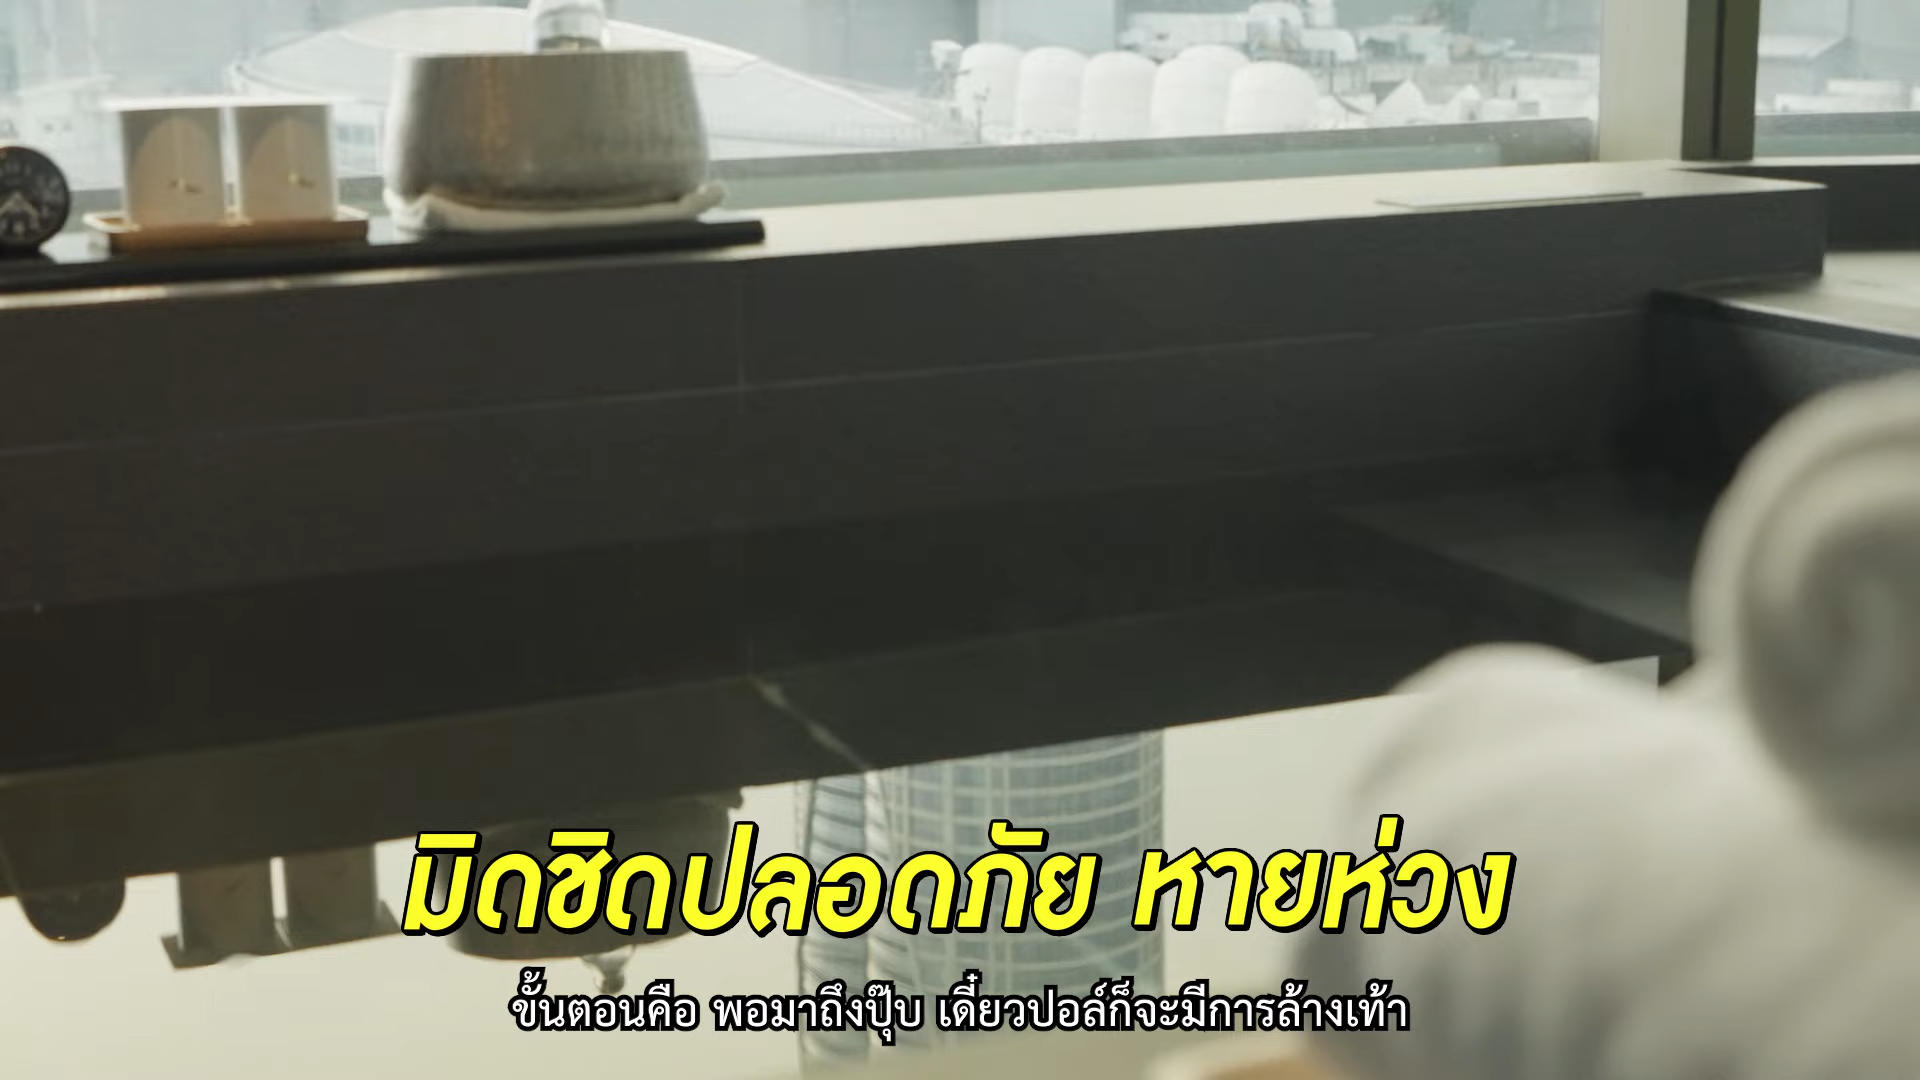 มิดชิดปลอดภัย หายห่วง
ขั้นตอนคือ พอมาถึงปุ๊บ เดี๋ยวปอล์ก็จะมีการล้างเท้า